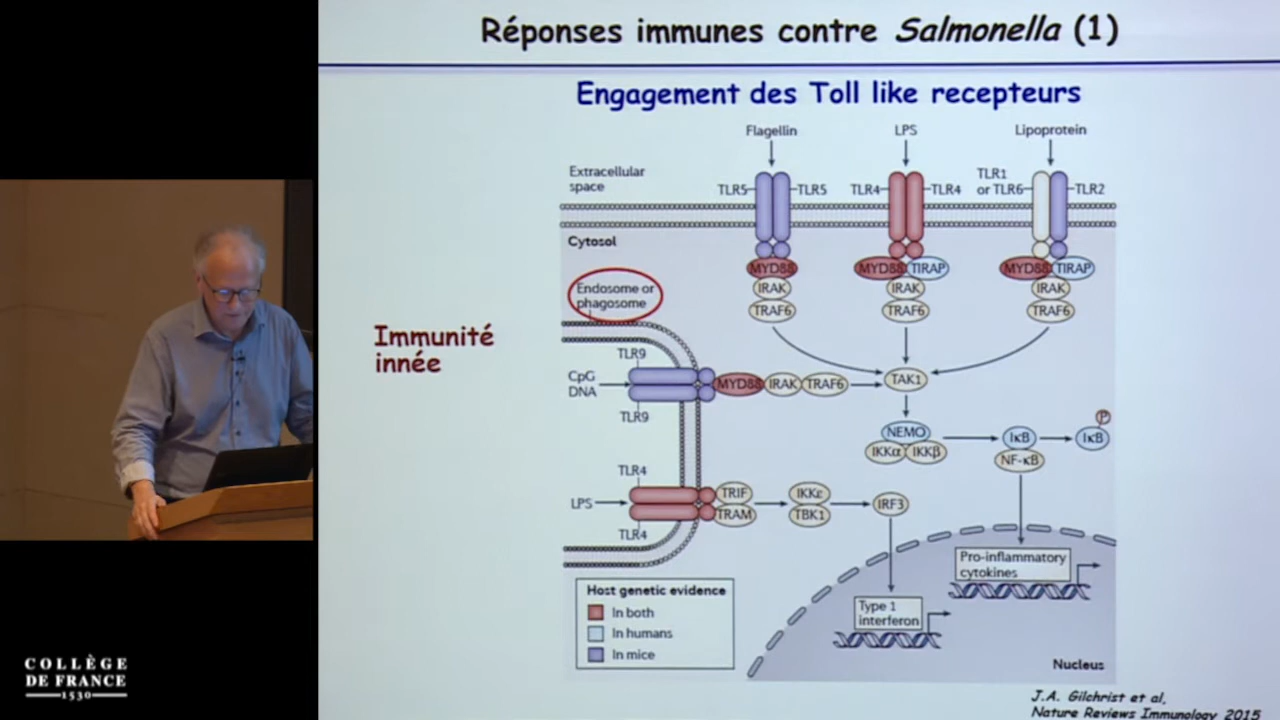 Réponses immunes contre Salmonella (1)
Engagement des Toll like recepteurs
Flagellin
LPS
Lipoprotein
Extracellular
space
TLR5
TLR5
TLR4
TLR4
TLR1
or TLR6
TLR2
Cytosol
MYD88
MYD88
TIRAP
MYD88
TIRAP
IRAK
IRAK
IRAK
TRAF6
TRAF6
TRAF6
Endosome or
phagosome
Immunité
innée
TLR9
CpG
DNA
TLR9
MYD88
IRAK
TRAF6
TAK1
NEMO
IKKα
IKKβ
IκB
NF-κB
P
IκB
TLR4
LPS
TLR4
TRIF
TRAM
IKKε
TBK1
IRF3
Pro-inflammatory
cytokines
Type 1
interferon
Nucleus
Host genetic evidence
In both
In humans
In mice
J.A. Gilchrist et al,
Nature Reviews Immunology 2015
COLLÈGE
DE FRANCE
1530